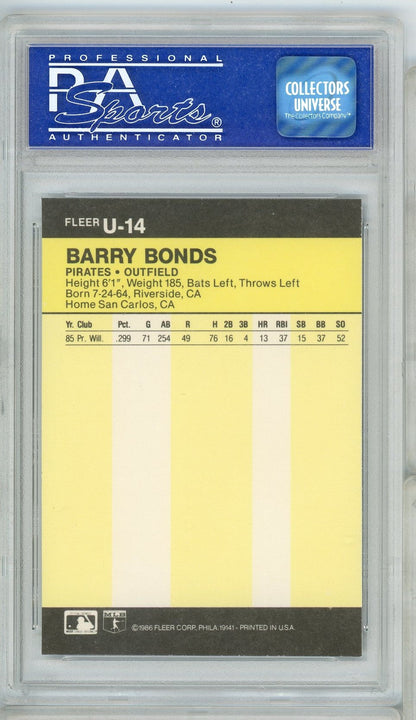 PROFESSIONAL
PSA
Sports®
AUTHENTICATOR
COLLECTORS
UNIVERSE
The Collectors Company™
FLEER U-14
BARRY BONDS
PIRATES • OUTFIELD
Height 6'1", Weight 185, Bats Left, Throws Left
Born 7-24-64, Riverside, CA
Home San Carlos, CA
Yr. Club Pct. G AB R H 2B 3B HR RBI SB BB SO
85 Pr. Will. .299 71 254 49 76 16 4 13 37 15 37 52
MLB
©1986 FLEER CORP. PHILA. 19141 - PRINTED IN U.S.A.